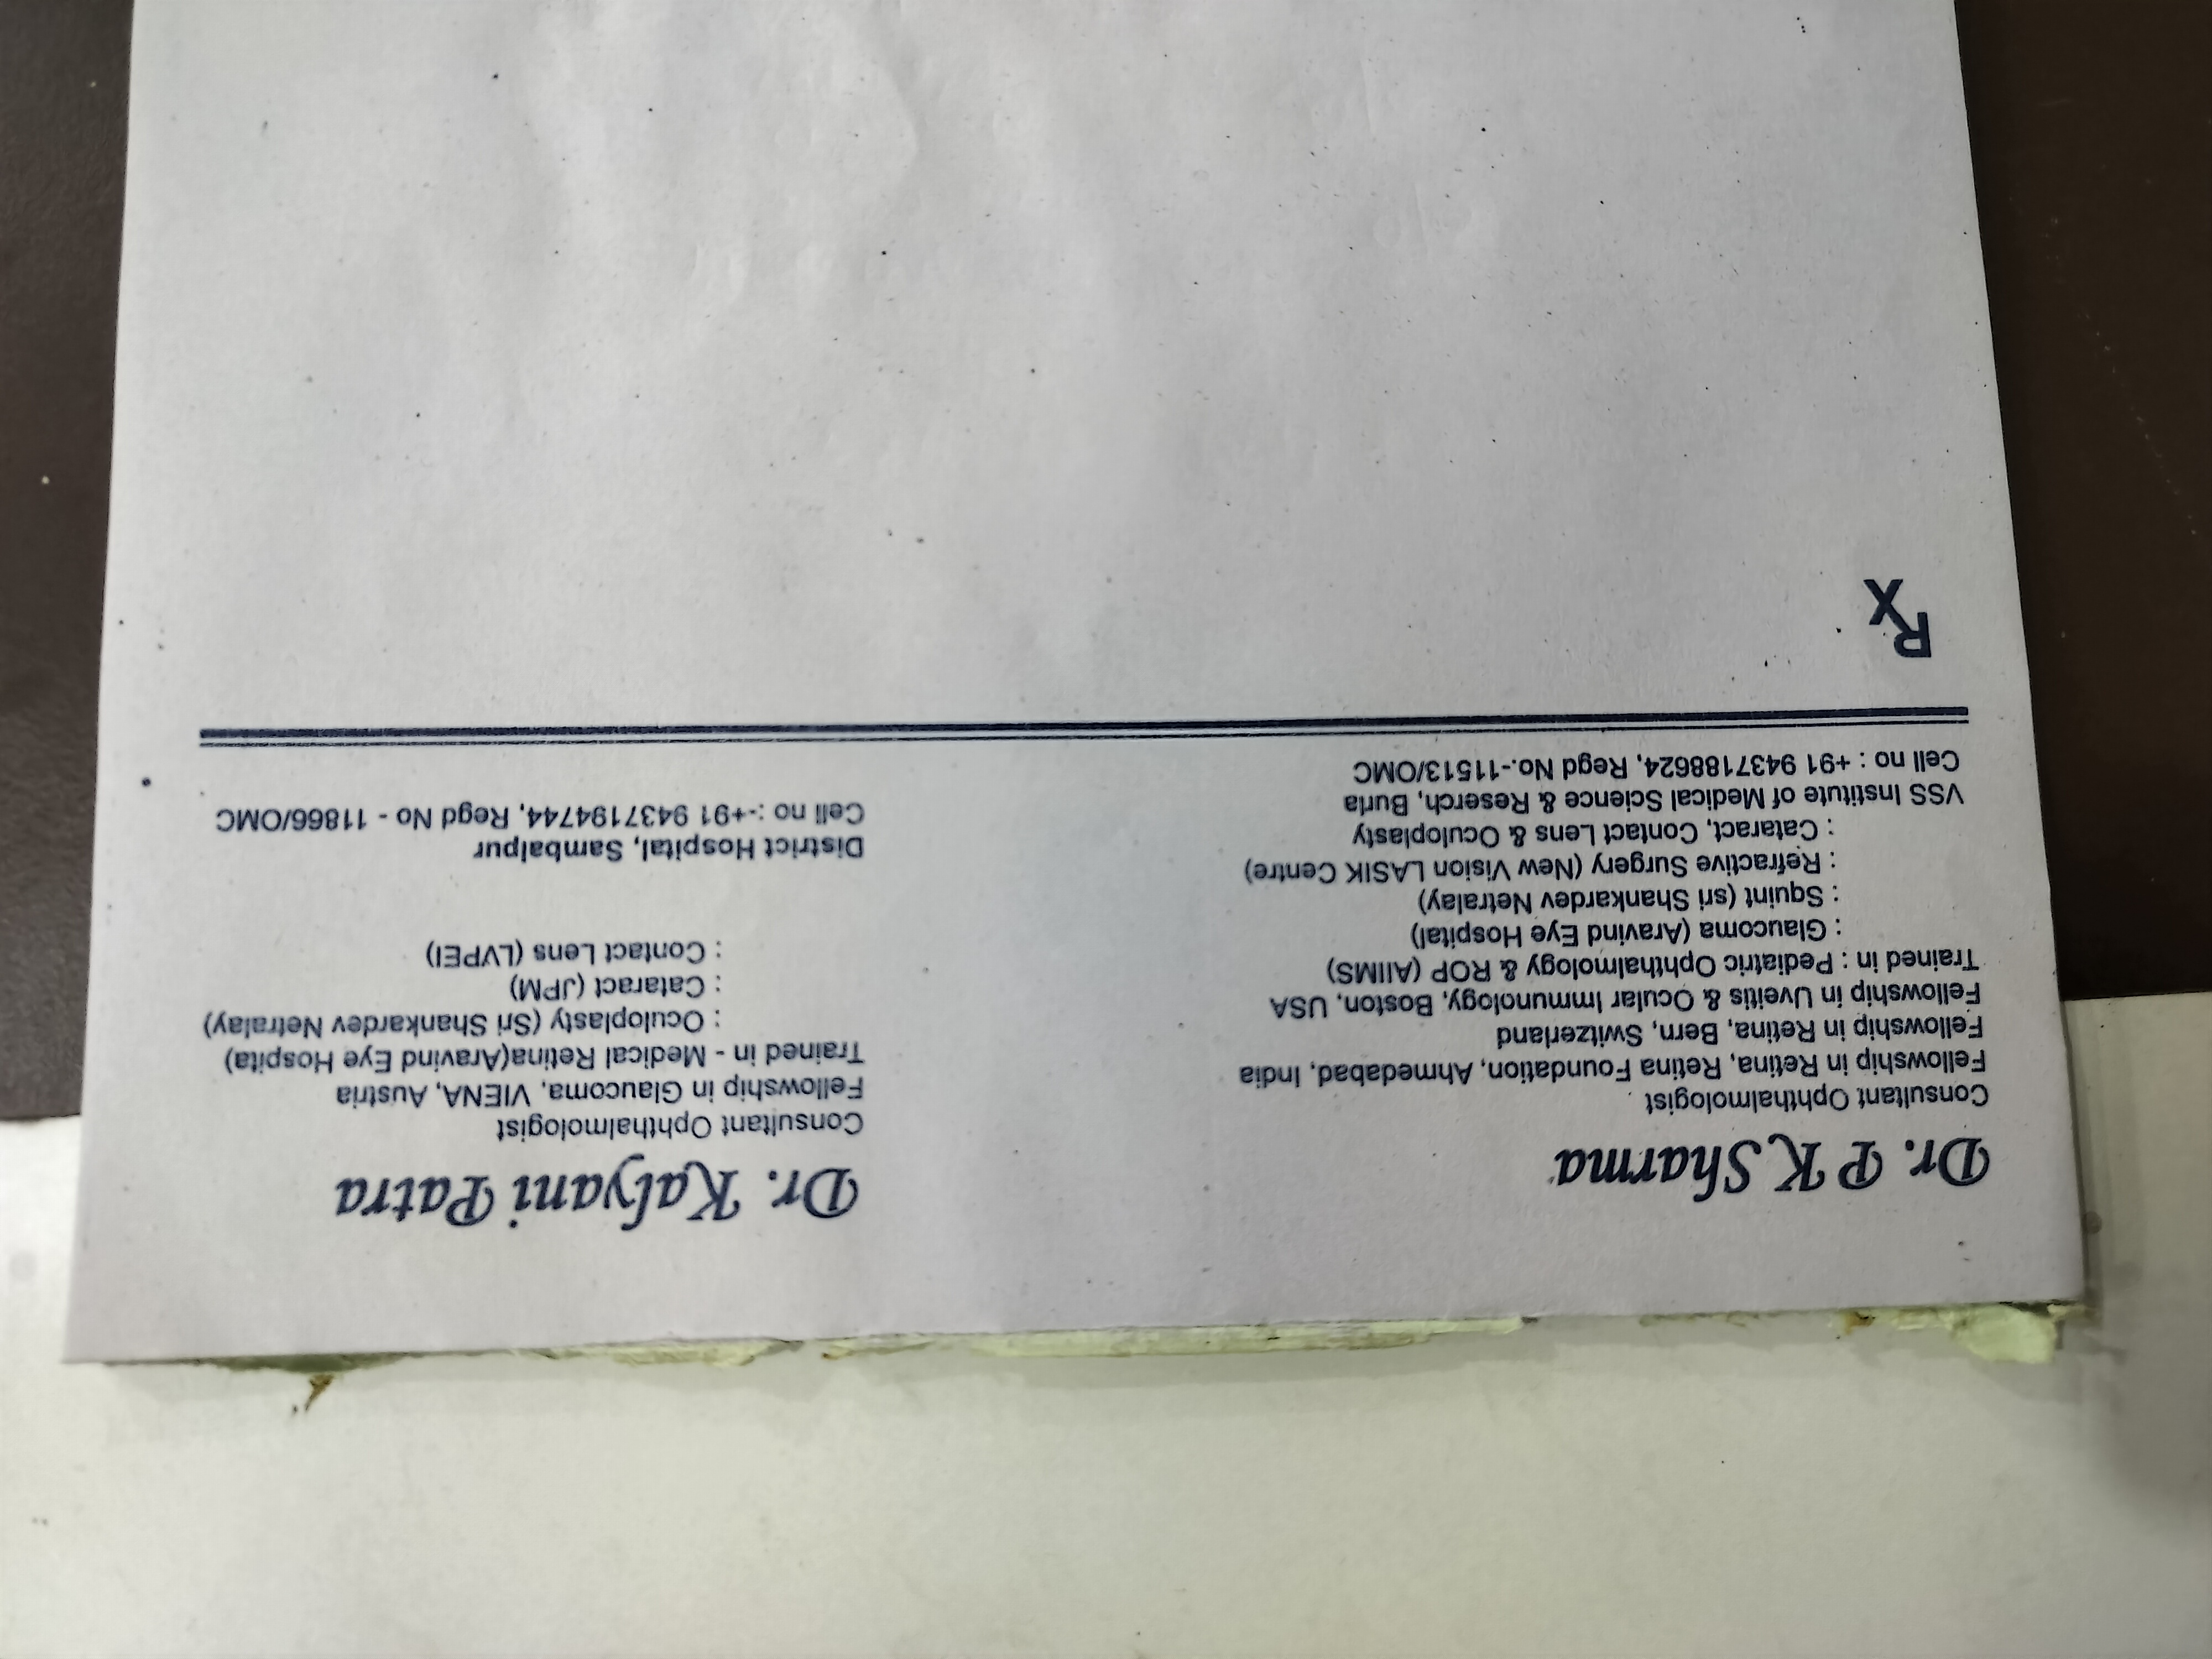 Dr. P K Sharma
Consultant Ophthalmologist
Fellowship in Retina, Retina Foundation, Ahmedabad, India
Fellowship in Retina, Bern, Switzerland
Fellowship in Uveitis & Ocular Immunology, Boston, USA
Trained in : Pediatric Ophthalmology & ROP (AIIMS)
: Glaucoma (Aravind Eye Hospital)
: Squint (sri Shankardev Netralay)
: Refractive Surgery (New Vision LASIK Centre)
: Cataract, Contact Lens & Oculoplasty
VSS Institute of Medical Science & Reserch, Burla
Cell no : +91 9437188624, Regd No.-11513/OMC
Dr. Kalyani Patra
Consultant Ophthalmologist
Fellowship in Glaucoma, VIENA, Austria
Trained in - Medical Retina(Aravind Eye Hospita)
: Oculoplasty (Sri Shankardev Netralay)
: Cataract (JPM)
: Contact Lens (LVPEI)
District Hospital, Sambalpur
Cell no :-+91 9437194744, Regd No - 11866/OMC
Rx